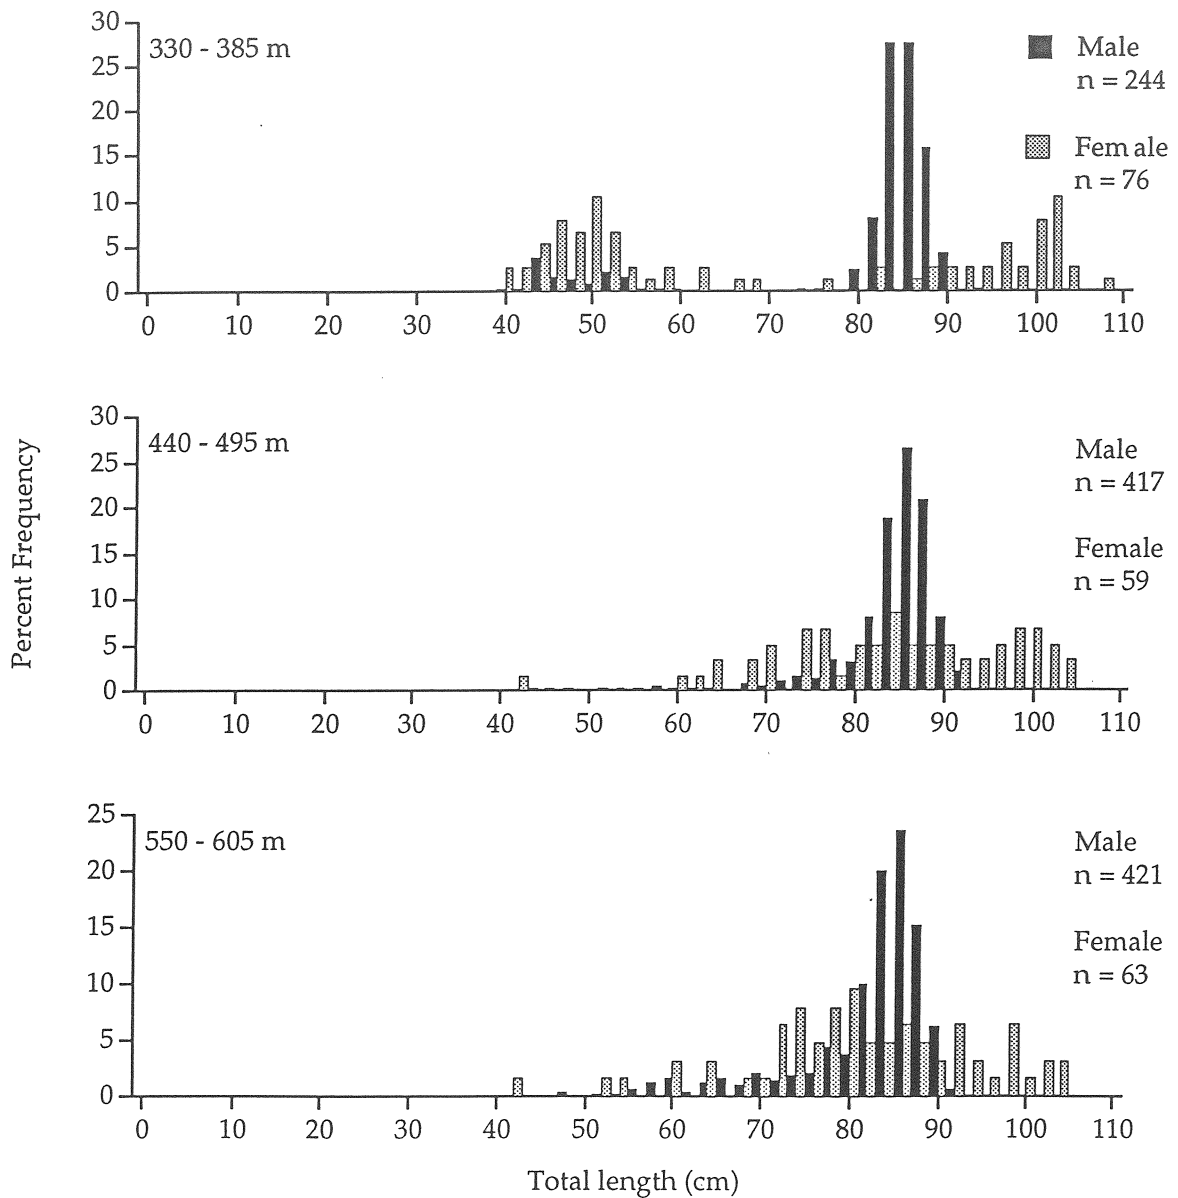 30
25
20
15
10
5
0
330 - 385 m
Male
n = 244
Female
n = 76
0 10 20 30 40 50 60 70 80 90 100 110
Percent Frequency
30
25
20
15
10
5
0
440 - 495 m
Male
n = 417
Female
n = 59
0 10 20 30 40 50 60 70 80 90 100 110
25
20
15
10
5
0
550 - 605 m
Male
n = 421
Female
n = 63
0 10 20 30 40 50 60 70 80 90 100 110
Total length (cm)